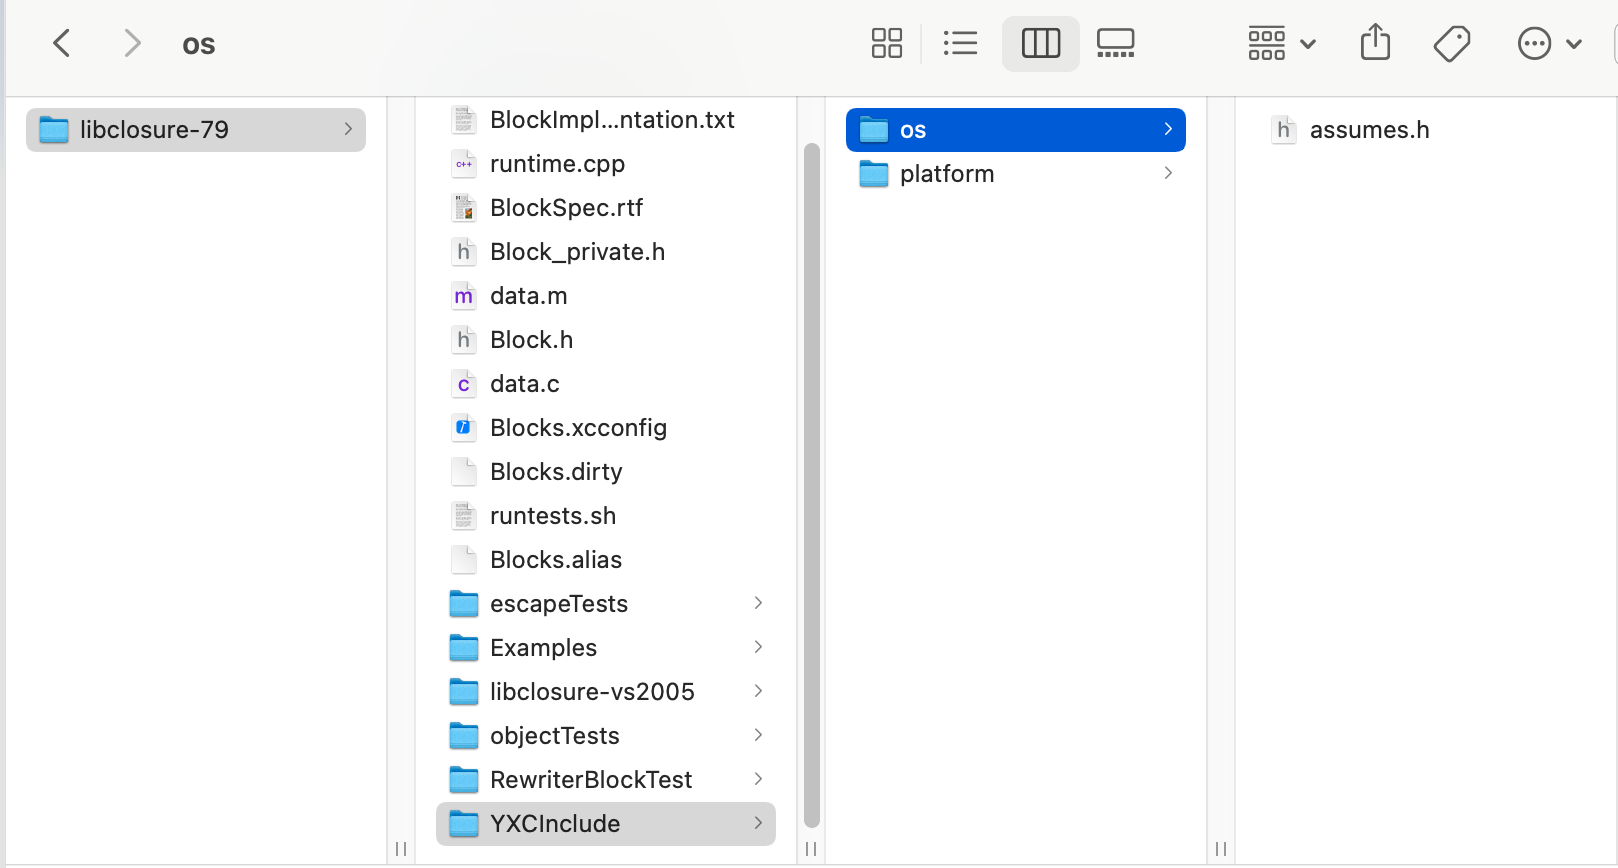 os
libclosure-79
BlockImpl...ntation.txt
runtime.cpp
BlockSpec.rtf
Block_private.h
data.m
Block.h
data.c
Blocks.xcconfig
Blocks.dirty
runtests.sh
Blocks.alias
escapeTests
Examples
libclosure-vs2005
objectTests
RewriterBlockTest
YXCInclude
os
platform
assumes.h